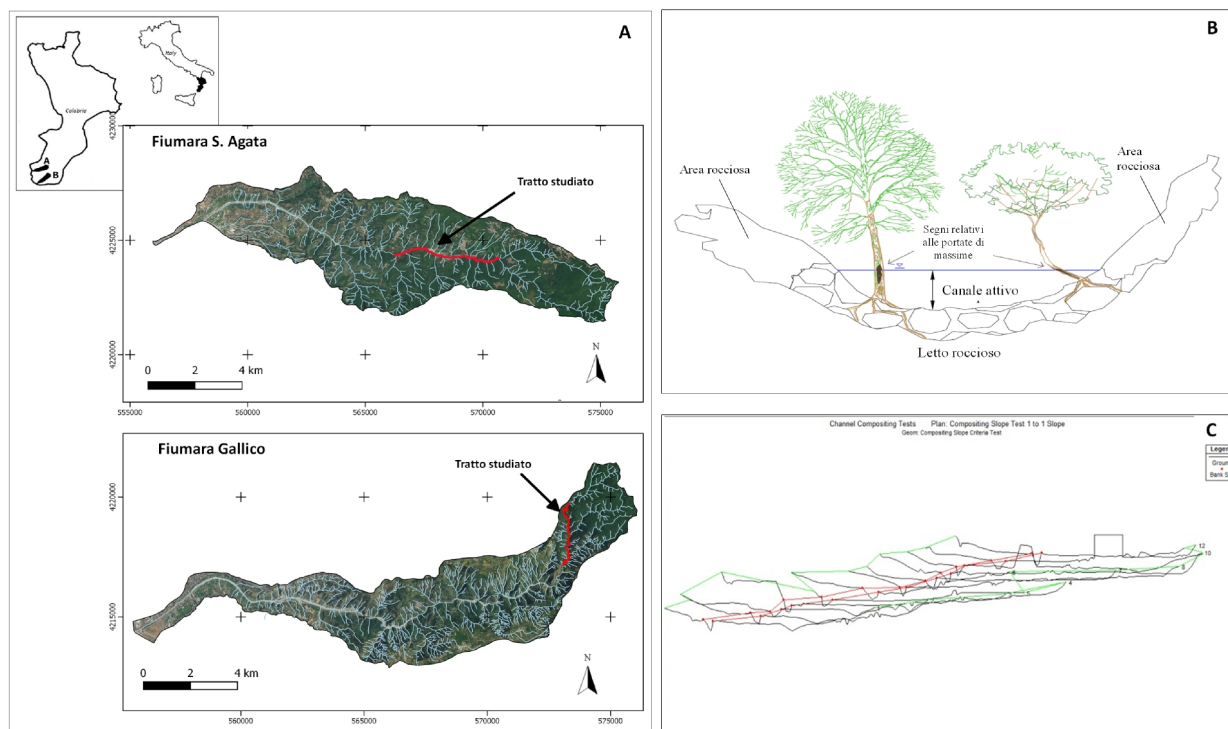 A
Italy
Calabria
A
B
Fiumara S. Agata
Tratto studiato
4230000
4225000
4220000
N
0 2 4 km
555000 560000 565000 570000 575000
Fiumara Gallico
Tratto studiato
4220000
4215000
N
0 2 4 km
560000 565000 570000 575000
B
Area rocciosa
Area rocciosa
Segni relativi
alle portate di
massime
Canale attivo
Letto roccioso
Channel Compositing Tests Plan: Compositing Slope Test 1 to 1 Slope
Geom: Compositing Slope Criteria Test
C
Legen
Groun
Bank S
12
10
8
4